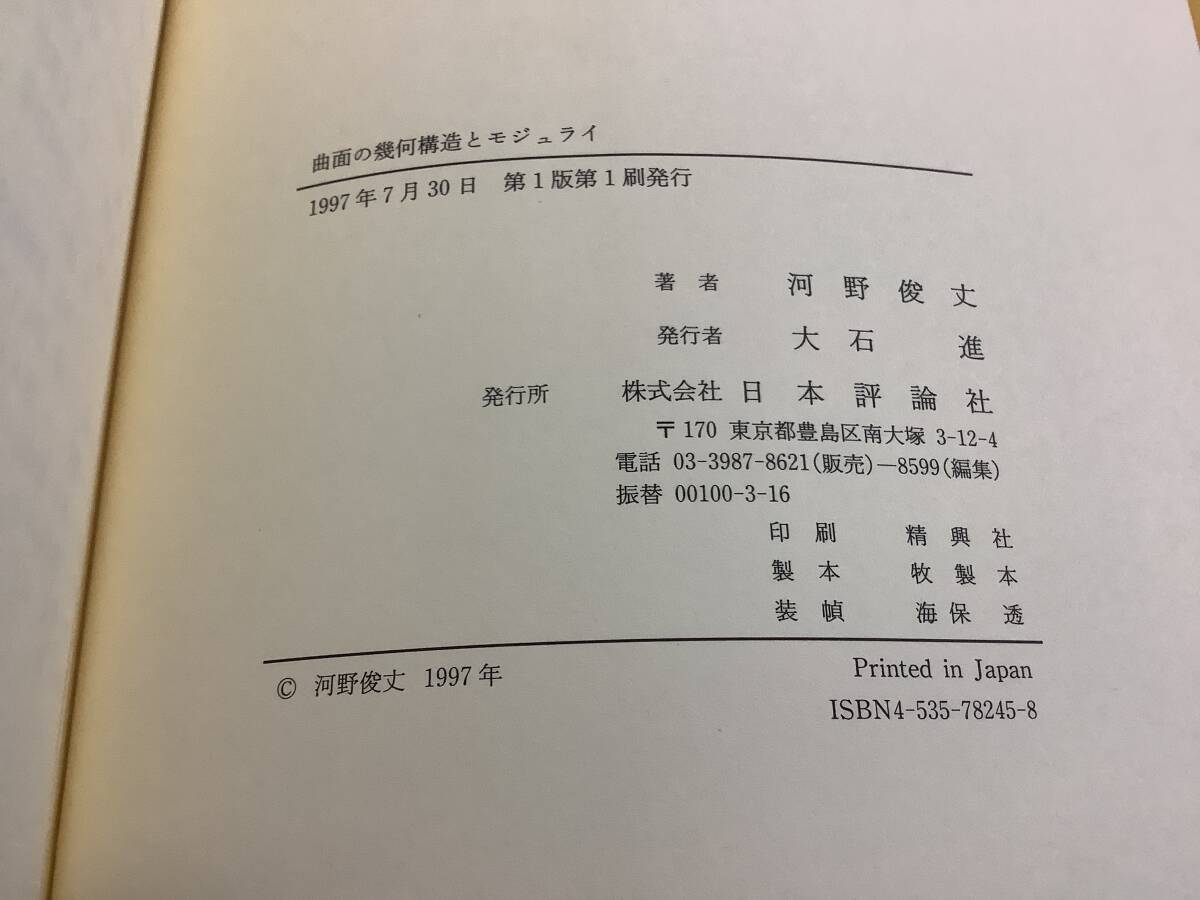 曲面の幾何構造とモジュライ
1997年7月30日 第1版第1刷発行
著者 河野俊丈
発行者 大石 進
発行所 株式会社 日本評論社
〒170 東京都豊島区南大塚 3-12-4
電話 03-3987-8621(販売)—8599(編集)
振替 00100-3-16
印刷 精興社
製本 牧製本
装幀 海保 透
© 河野俊丈 1997年
Printed in Japan
ISBN4-535-78245-8